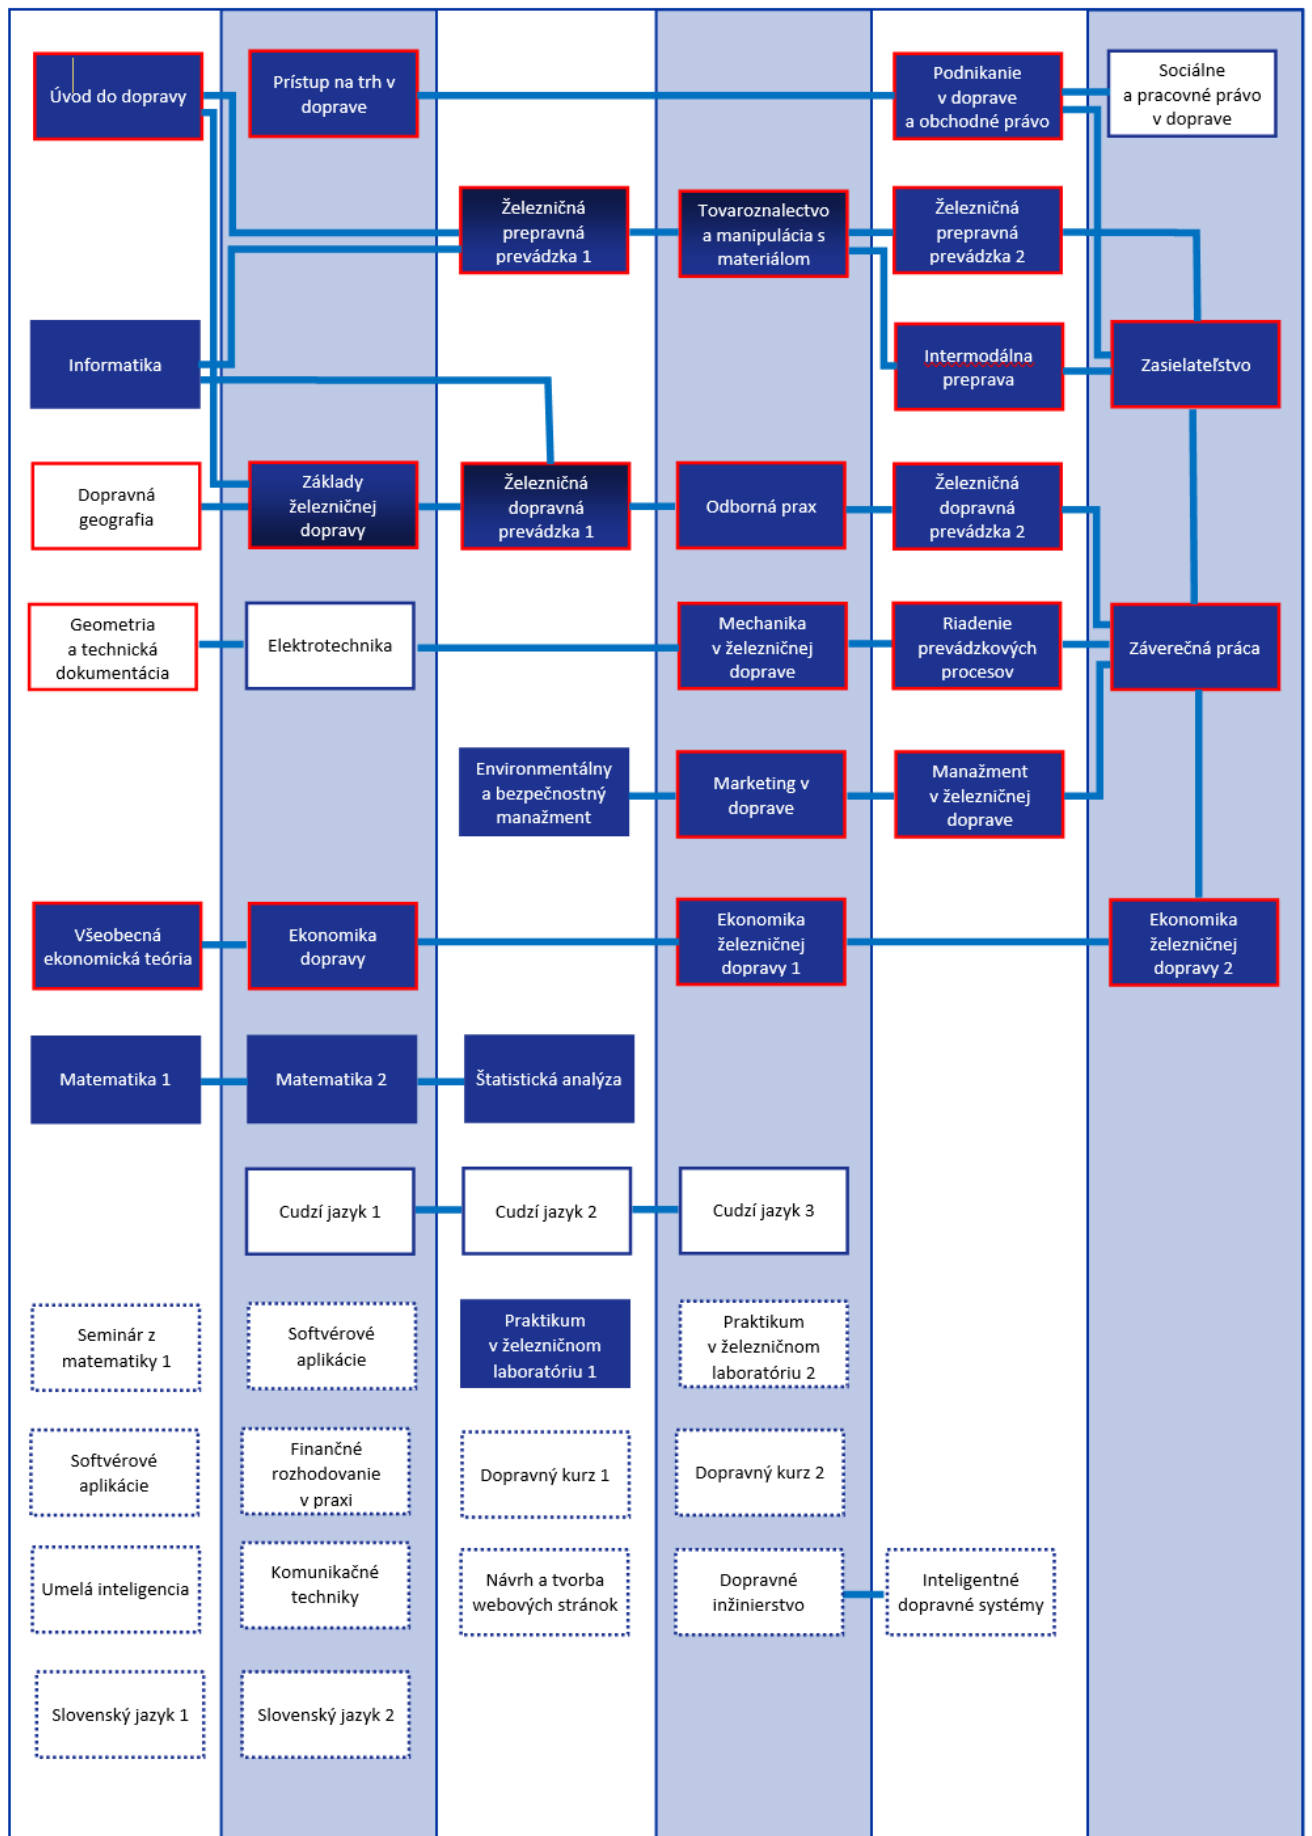 Úvod do dopravy
Prístup na trh v
doprave
Podnikanie
v doprave
a obchodné právo
Sociálne
a pracovné právo
v doprave
Železničná
prepravná
prevádzka 1
Tovaroznalectvo
a manipulácia s
materiálom
Železničná
prepravná
prevádzka 2
Informatika
Intermodálna
preprava
Zasielateľstvo
Dopravná
geografia
Základy
železničnej
dopravy
Železničná
dopravná
prevádzka 1
Odborná prax
Železničná
dopravná
prevádzka 2
Geometria
a technická
dokumentácia
Elektrotechnika
Mechanika
v železničnej
doprave
Riadenie
prevádzkových
procesov
Záverečná práca
Environmentálny
a bezpečnostný
manažment
Marketing v
doprave
Manažment
v železničnej
doprave
Všeobecná
ekonomická teória
Ekonomika
dopravy
Ekonomika
železničnej
dopravy 1
Ekonomika
železničnej
dopravy 2
Matematika 1
Matematika 2
Štatistická analýza
Cudzí jazyk 1
Cudzí jazyk 2
Cudzí jazyk 3
Seminár z
matematiky 1
Softvérové
aplikácie
Praktikum
v železničnom
laboratóriu 1
Praktikum
v železničnom
laboratóriu 2
Softvérové
aplikácie
Finančné
rozhodovanie
v praxi
Dopravný kurz 1
Dopravný kurz 2
Umelá inteligencia
Komunikačné
techniky
Návrh a tvorba
webových stránok
Dopravné
inžinierstvo
Inteligentné
dopravné systémy
Slovenský jazyk 1
Slovenský jazyk 2